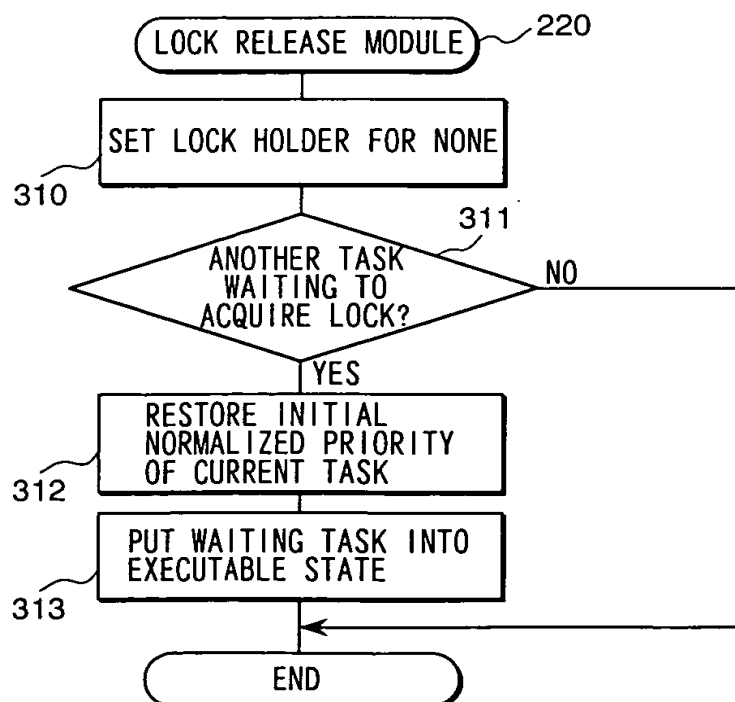 LOCK RELEASE MODULE
220
SET LOCK HOLDER FOR NONE
310
311
ANOTHER TASK
WAITING TO
ACQUIRE LOCK?
NO
YES
RESTORE INITIAL
NORMALIZED PRIORITY
OF CURRENT TASK
312
PUT WAITING TASK INTO
EXECUTABLE STATE
313
END